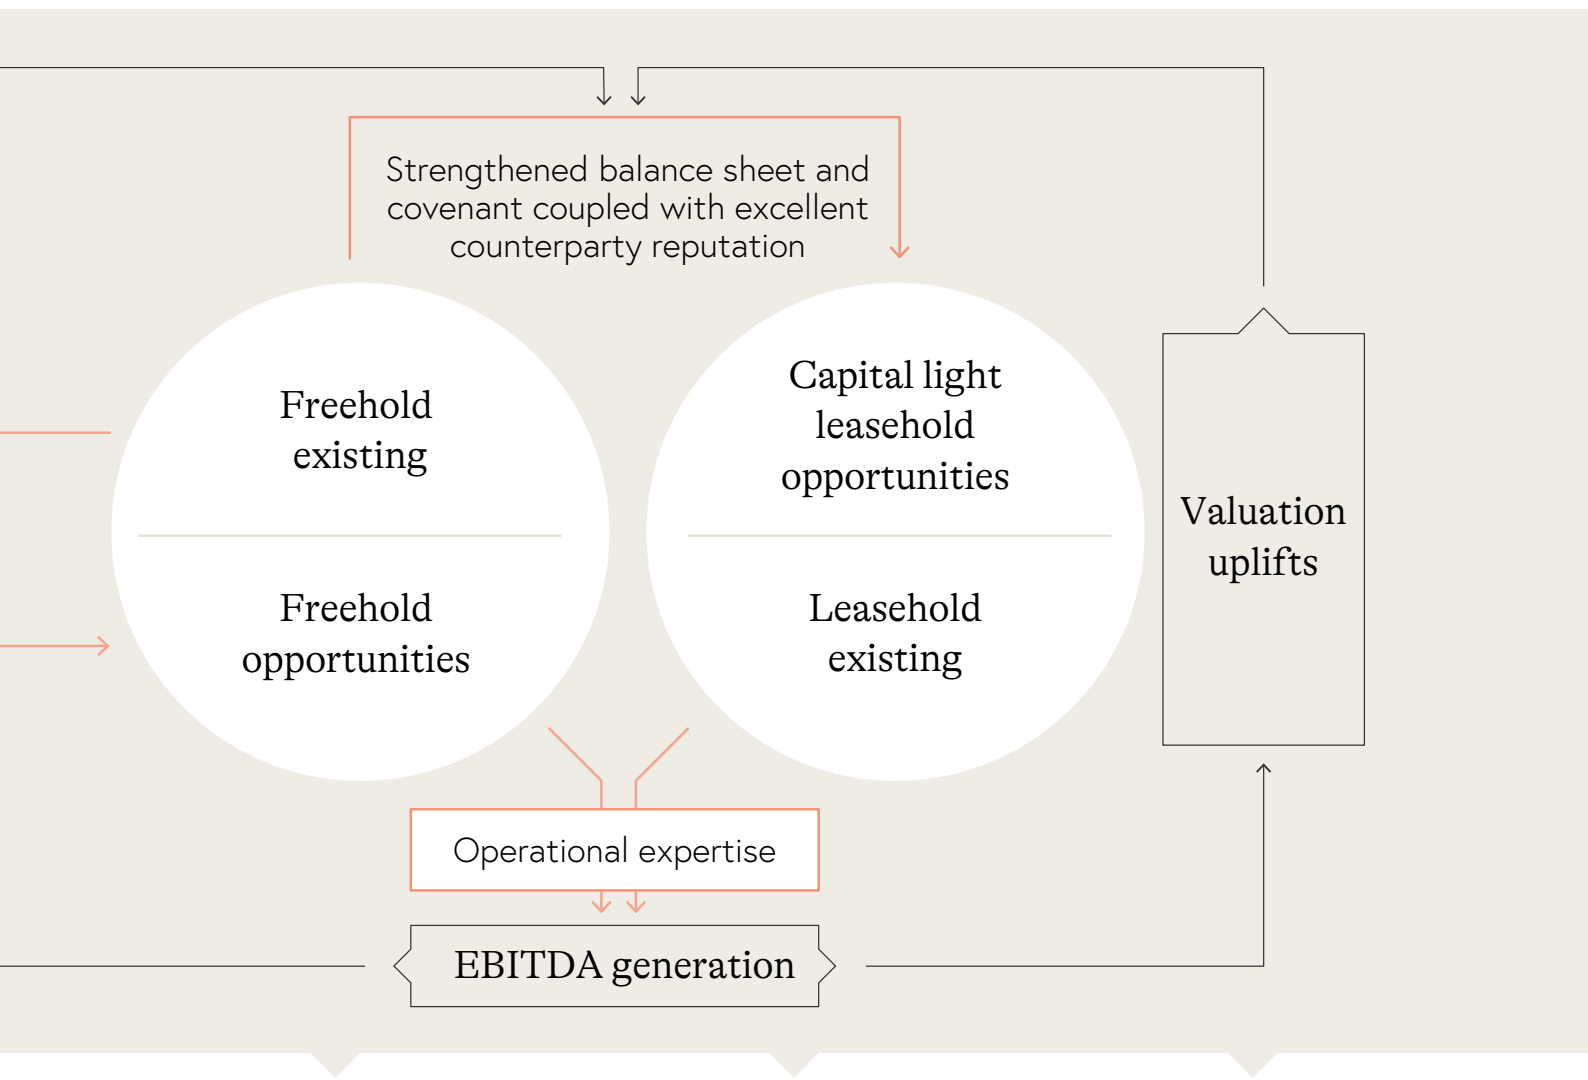 Strengthened balance sheet and
covenant coupled with excellent
counterparty reputation
Freehold
existing
Freehold
opportunities
Capital light
leasehold
opportunities
Leasehold
existing
Valuation
uplifts
Operational expertise
EBITDA generation